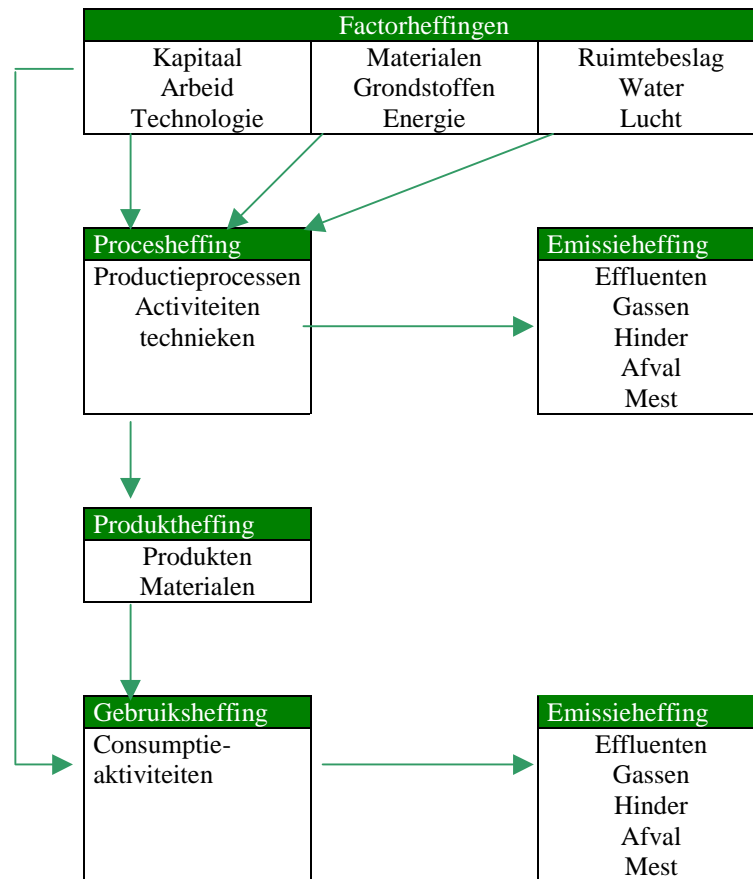 Factorheffingen
Kapitaal
Arbeid
Technologie
Materialen
Grondstoffen
Energie
Ruimtebeslag
Water
Lucht
Procesheffing
Productieprocessen
Activiteiten
technieken
Emissieheffing
Effluenten
Gassen
Hinder
Afval
Mest
Produktheffing
Produkten
Materialen
Gebruiksheffing
Consumptie-
aktiviteiten
Emissieheffing
Effluenten
Gassen
Hinder
Afval
Mest